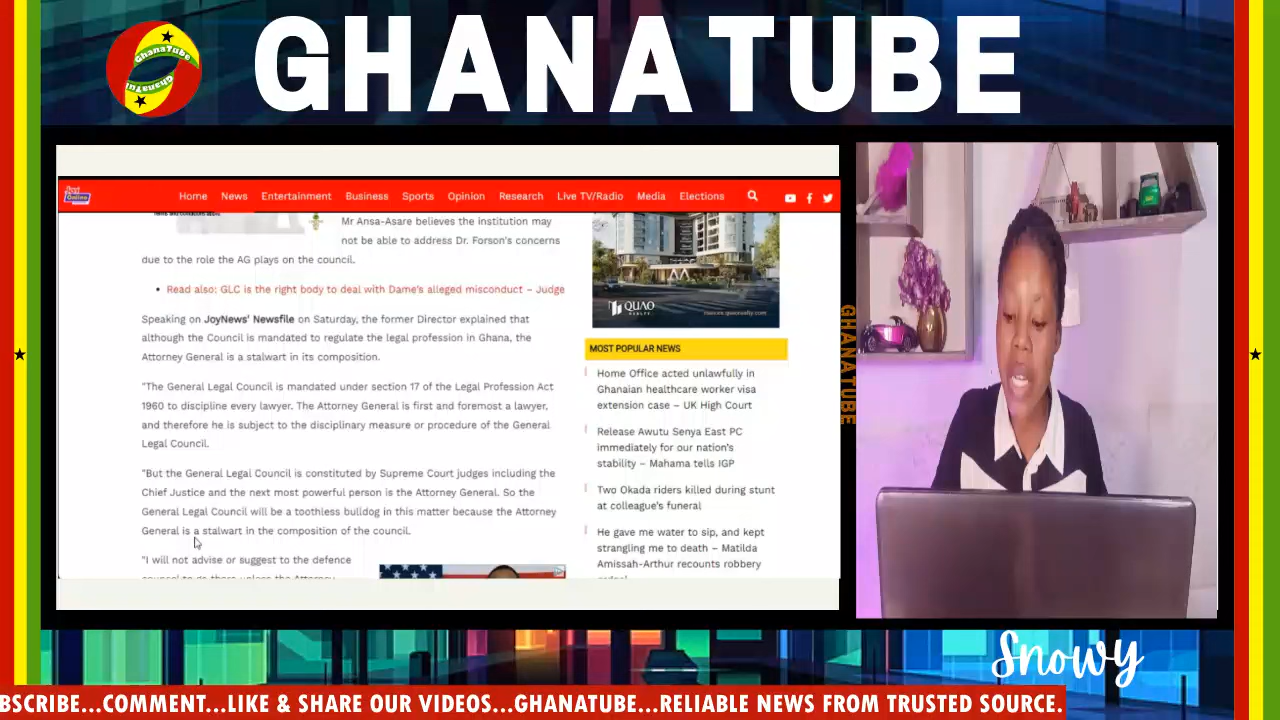 GHANATUBE
GhanaTube
GhanaTube
Home News Entertainment Business Sports Opinion Research Live TV/Radio Media Elections
Mr Ansa-Asare believes the institution may
not be able to address Dr. Forson's concerns
due to the role the AG plays on the council.
• Read also: GLC is the right body to deal with Dame's alleged misconduct – Judge
Speaking on JoyNews' Newsfile on Saturday, the former Director explained that
although the Council is mandated to regulate the legal profession in Ghana, the
Attorney General is a stalwart in its composition.
"The General Legal Council is mandated under section 17 of the Legal Profession Act
1960 to discipline every lawyer. The Attorney General is first and foremost a lawyer,
and therefore he is subject to the disciplinary measure or procedure of the General
Legal Council.
"But the General Legal Council is constituted by Supreme Court judges including the
Chief Justice and the next most powerful person is the Attorney General. So the
General Legal Council will be a toothless bulldog in this matter because the Attorney
General is a stalwart in the composition of the council.
"I will not advise or suggest to the defence
QUAO
MOST POPULAR NEWS
Home Office acted unlawfully in
Ghanaian healthcare worker visa
extension case – UK High Court
Release Awutu Senya East PC
immediately for our nation's
stability – Mahama tells IGP
Two Okada riders killed during stunt
at colleague's funeral
He gave me water to sip, and kept
strangling me to death – Matilda
Amissah-Arthur recounts robbery
GHANATUBE
Snowy
BSCRIBE...COMMENT...LIKE & SHARE OUR VIDEOS...GHANATUBE...RELIABLE NEWS FROM TRUSTED SOURCE.